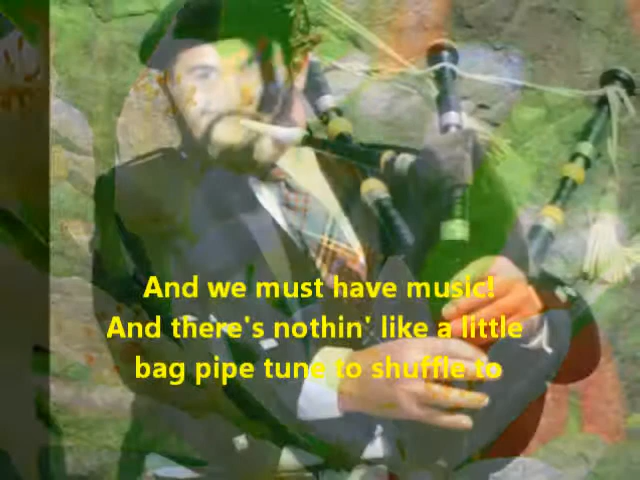 And we must have music!
And there's nothin' like a little
bag pipe tune to shuffle to